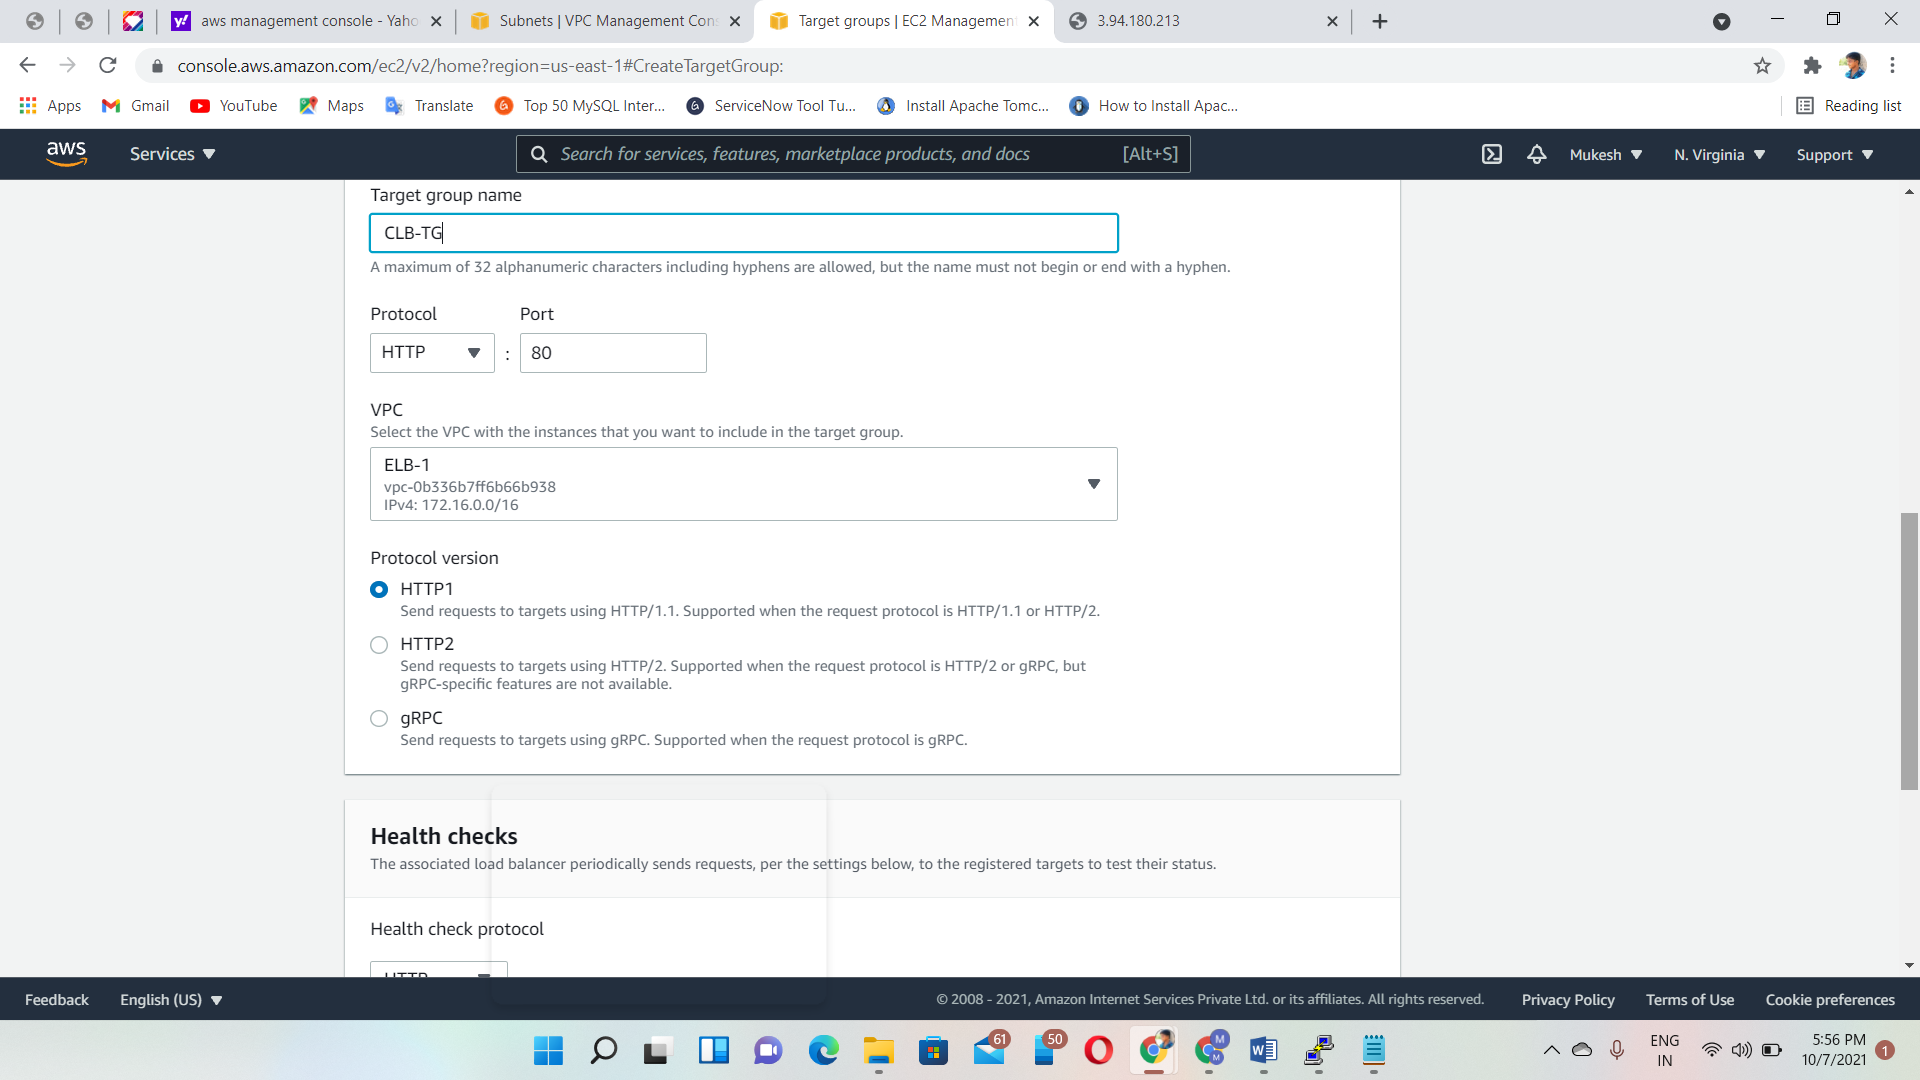 aws management console - Yaho
Subnets | VPC Management Con
Target groups | EC2 Management
3.94.180.213
console.aws.amazon.com/ec2/v2/home?region=us-east-1#CreateTargetGroup:
Apps
Gmail
YouTube
Maps
Translate
Top 50 MySQL Inter...
ServiceNow Tool Tu...
Install Apache Tomc...
How to Install Apac...
Reading list
aws
Services
Search for services, features, marketplace products, and docs
[Alt+S]
Mukesh
N. Virginia
Support
Target group name
CLB-TG
A maximum of 32 alphanumeric characters including hyphens are allowed, but the name must not begin or end with a hyphen.
Protocol
Port
HTTP
:
80
VPC
Select the VPC with the instances that you want to include in the target group.
ELB-1
vpc-0b336b7ff6b66b938
IPv4: 172.16.0.0/16
Protocol version
HTTP1
Send requests to targets using HTTP/1.1. Supported when the request protocol is HTTP/1.1 or HTTP/2.
HTTP2
Send requests to targets using HTTP/2. Supported when the request protocol is HTTP/2 or gRPC, but
gRPC-specific features are not available.
gRPC
Send requests to targets using gRPC. Supported when the request protocol is gRPC.
Health checks
The associated load balancer periodically sends requests, per the settings below, to the registered targets to test their status.
Health check protocol
HTTP
Feedback
English (US)
© 2008 - 2021, Amazon Internet Services Private Ltd. or its affiliates. All rights reserved.
Privacy Policy
Terms of Use
Cookie preferences
61
50
ENG
IN
5:56 PM
10/7/2021
1